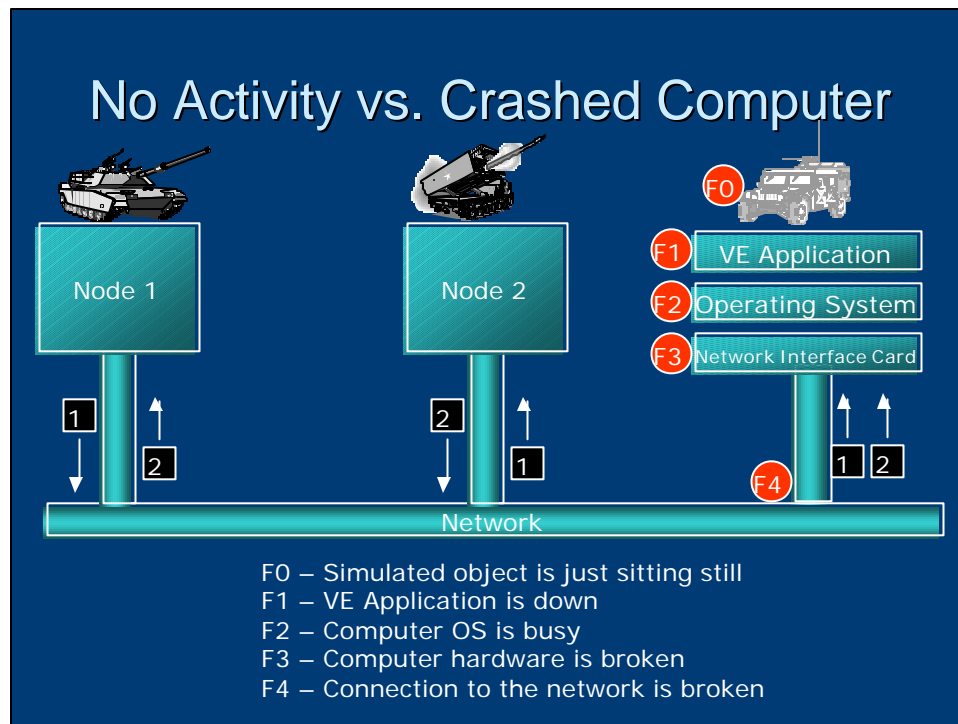 No Activity vs. Crashed Computer
F0
F1
VE Application
Node 1
Node 2
F2
Operating System
F3
Network Interface Card
1
2
2
1
1
2
F4
Network
F0 – Simulated object is just sitting still
F1 – VE Application is down
F2 – Computer OS is busy
F3 – Computer hardware is broken
F4 – Connection to the network is broken